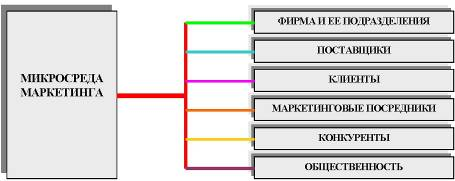 МИКРОСРЕДА
МАРКЕТИНГА
ФИРМА И ЕЕ ПОДРАЗДЕЛЕНИЯ
ПОСТАВЩИКИ
КЛИЕНТЫ
МАРКЕТИНГОВЫЕ ПОСРЕДНИКИ
КОНКУРЕНТЫ
ОБЩЕСТВЕННОСТЬ